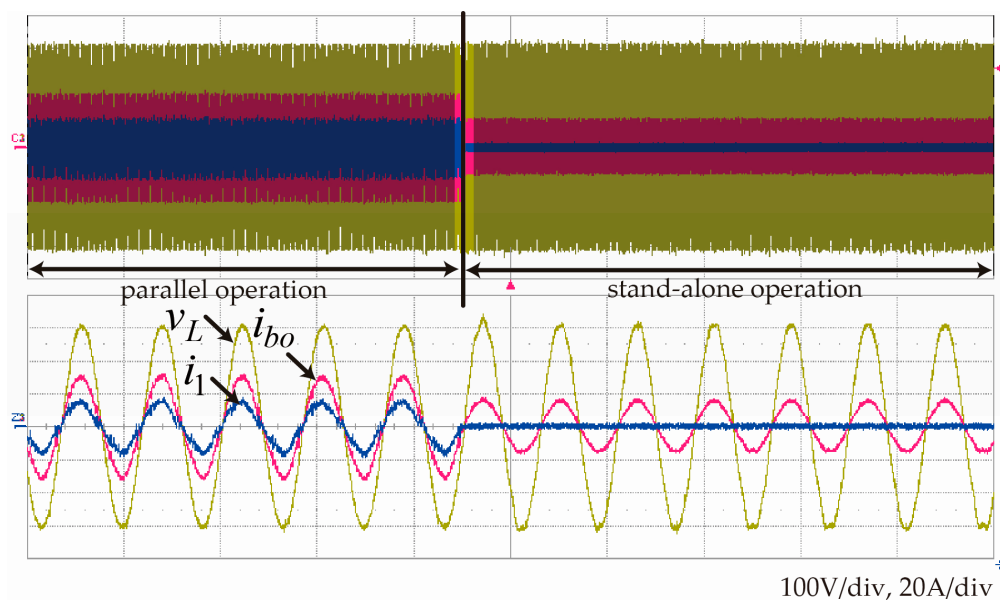 parallel operation
stand-alone operation
v_L
i_bo
i_1
100V/div, 20A/div